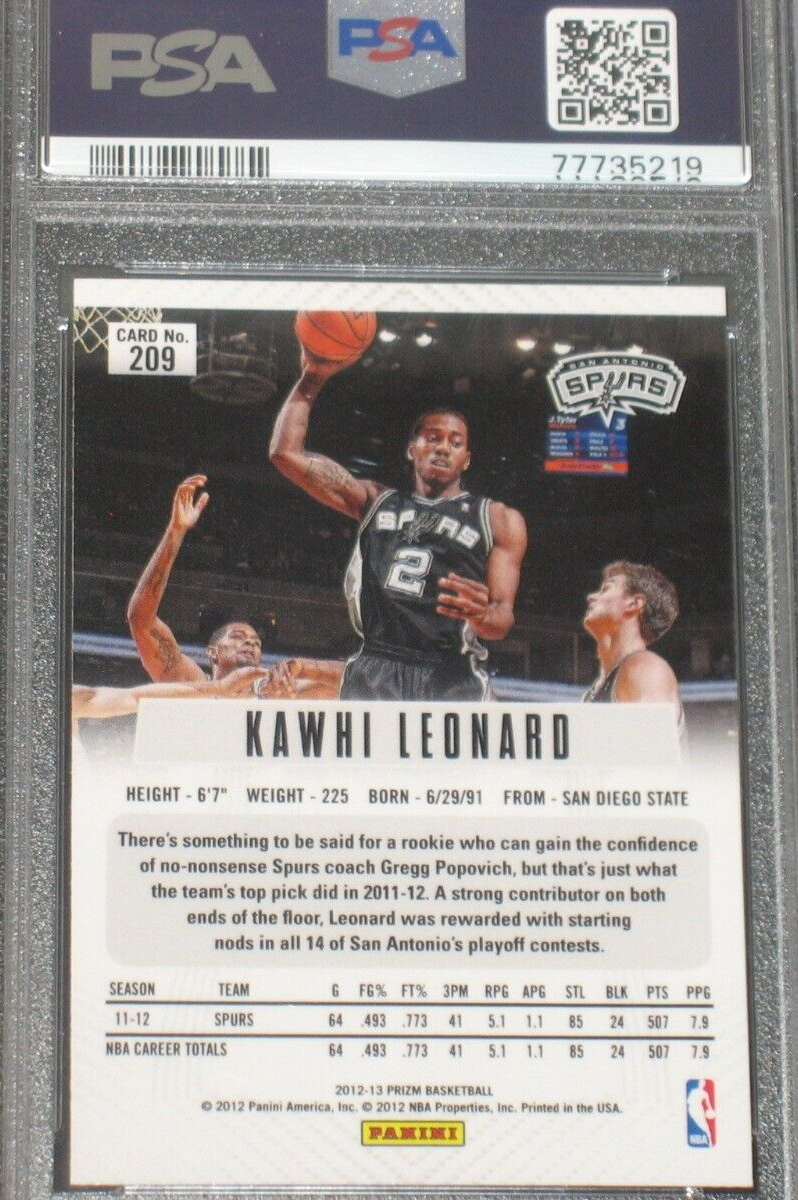 PSA PSA
77735219
CARD No.
209
SAN ANTONIO
SPURS
J.Tyler
3
SPURS
2
KAWHI LEONARD
HEIGHT - 6'7" WEIGHT - 225 BORN - 6/29/91 FROM - SAN DIEGO STATE
There's something to be said for a rookie who can gain the confidence
of no-nonsense Spurs coach Gregg Popovich, but that's just what
the team's top pick did in 2011-12. A strong contributor on both
ends of the floor, Leonard was rewarded with starting
nods in all 14 of San Antonio's playoff contests.
SEASON TEAM G FG% FT% 3PM RPG APG STL BLK PTS PPG
11-12 SPURS 64 .493 .773 41 5.1 1.1 85 24 507 7.9
NBA CAREER TOTALS 64 .493 .773 41 5.1 1.1 85 24 507 7.9
2012-13 PRIZM BASKETBALL
© 2012 Panini America, Inc. © 2012 NBA Properties, Inc. Printed in the USA.
PANINI
NBA